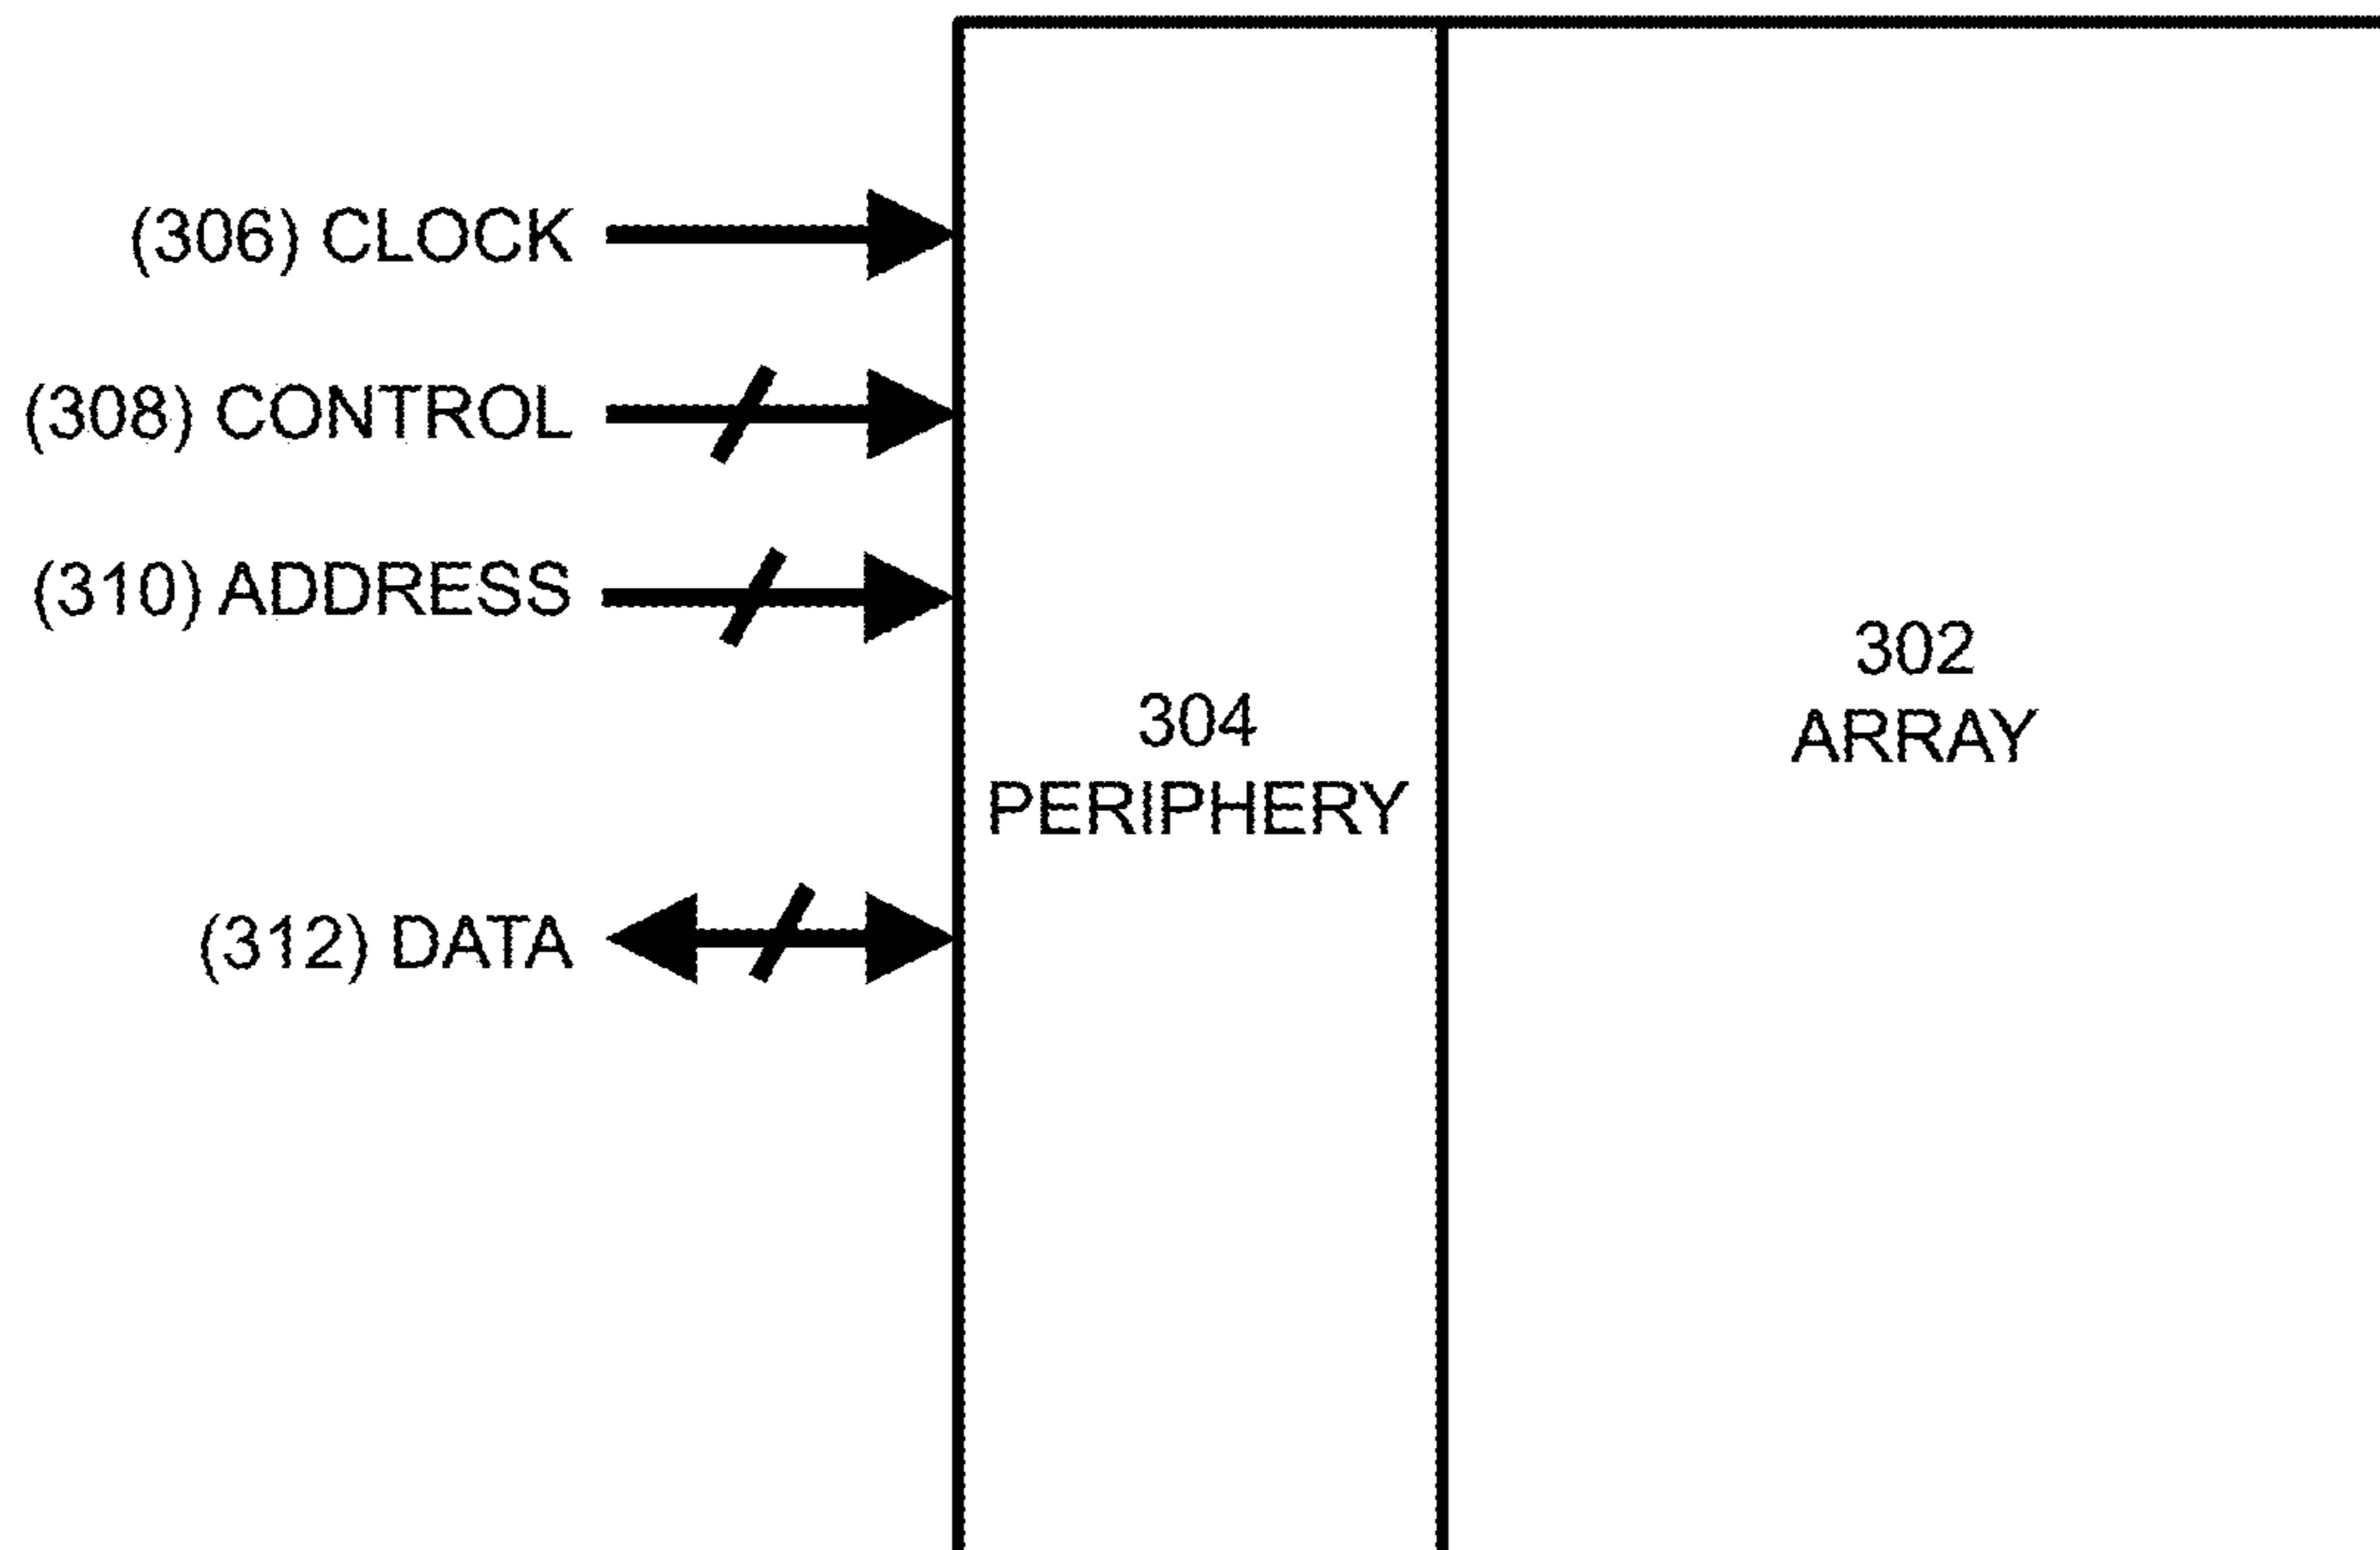 (306) CLOCK
(308) CONTROL
(310) ADDRESS
(312) DATA
304
PERIPHERY
302
ARRAY